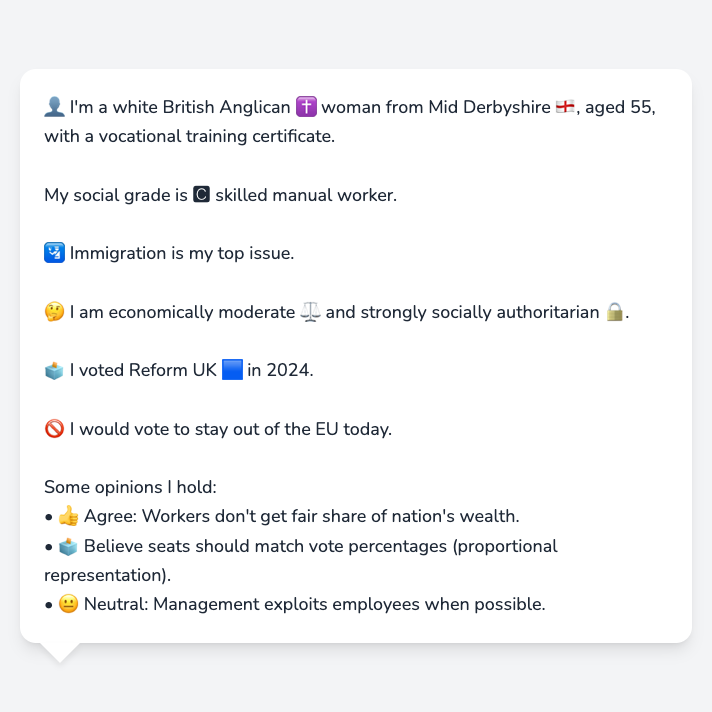 👤 I'm a white British Anglican ✝️ woman from Mid Derbyshire 🏴󠁧󠁢󠁥󠁮󠁧󠁿, aged 55,
with a vocational training certificate.
My social grade is 🅲 skilled manual worker.
🛂 Immigration is my top issue.
🤔 I am economically moderate ⚖️ and strongly socially authoritarian 🔒.
🗳️ I voted Reform UK 🟦 in 2024.
🚫 I would vote to stay out of the EU today.
Some opinions I hold:
• 👍 Agree: Workers don't get fair share of nation's wealth.
• 🗳️ Believe seats should match vote percentages (proportional
representation).
• 😐 Neutral: Management exploits employees when possible.